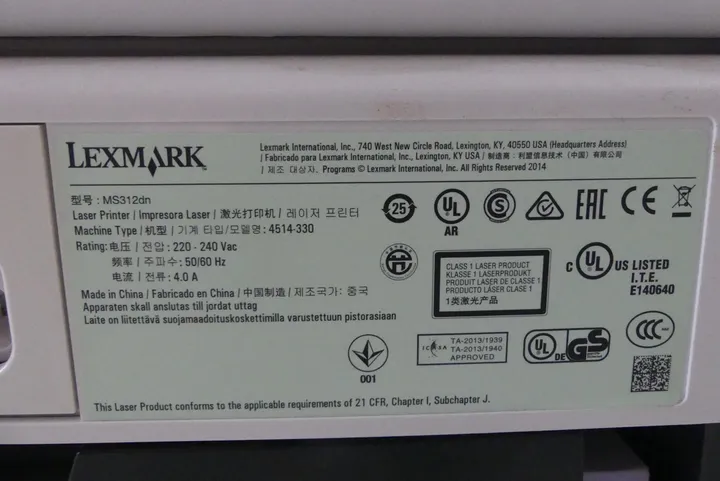 LEXMARK
Lexmark International, Inc., 740 West New Circle Road, Lexington, KY, 40550 USA (Headquarters Address)
/ Fabricado para Lexmark International, Inc., Lexington, KY USA / 制造商: 利盟信息技术（中国）有限公司
/ 제조 대상자. Programs © Lexmark International, Inc. All Rights Reserved 2014
型号: MS312dn
Laser Printer / Impresora Laser / 激光打印机 / 레이저 프린터
Machine Type / 机型 / 기계 타입/모델명: 4514-330
Rating: 电压 / 전압: 220 - 240 Vac
频率 / 주파수: 50/60 Hz
电流 / 전류: 4.0 A
Made in China / Fabricado en China / 中国制造 / 제조국가: 중국
Apparaten skall anslutas till jordat uttag
Laite on liitettävä suojamaadoituskoskettimilla varustettuun pistorasiaan
25
UL
AR
S
EAC
CE
CLASS 1 LASER PRODUCT
KLASSE 1 LASERPRODUKT
PRODUIT LASER DE CLASSE 1
PRODUCTO LASER CLASE 1
1类激光产品
C UL US LISTED
I.T.E.
E140640
001
ICASA
TA-2013/1939
TA-2013/1940
APPROVED
UL DE GS
CCC
This Laser Product conforms to the applicable requirements of 21 CFR, Chapter I, Subchapter J.